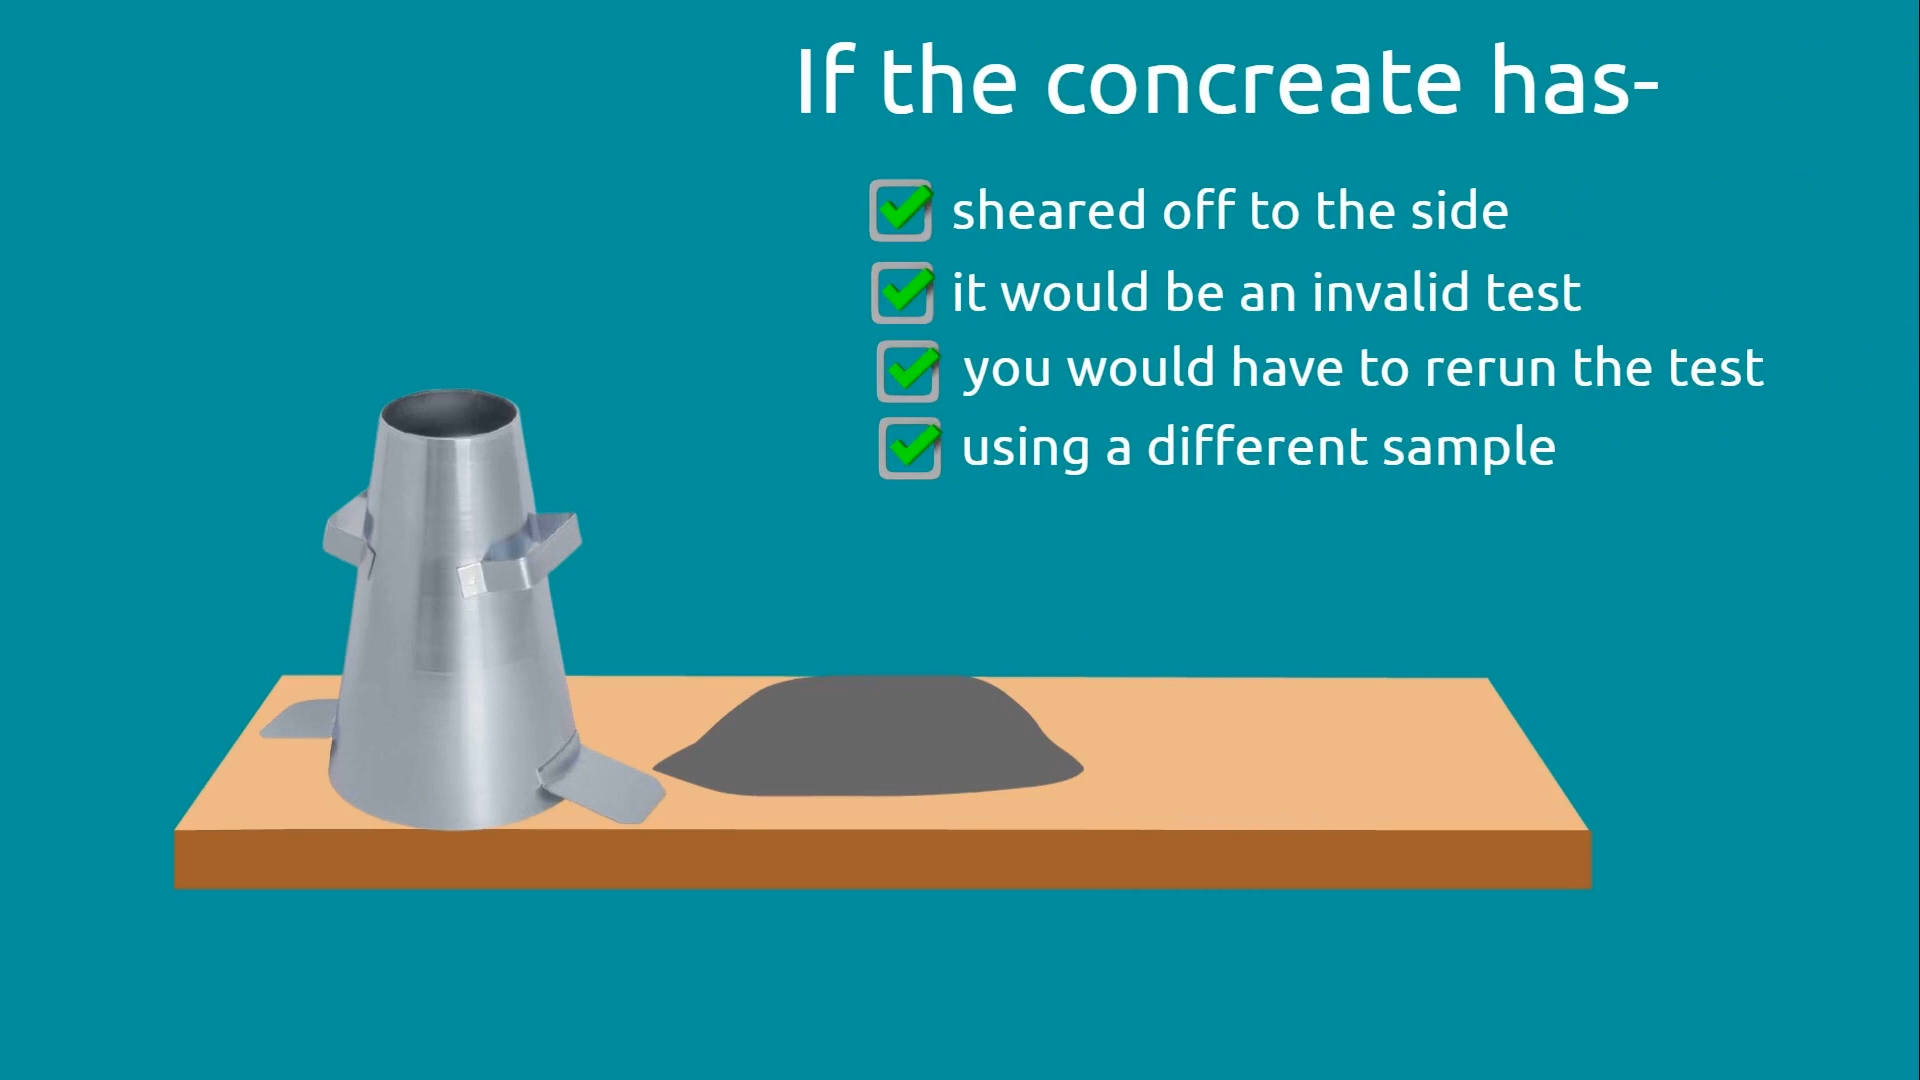 If the concreate has-
sheared off to the side
it would be an invalid test
you would have to rerun the test
using a different sample